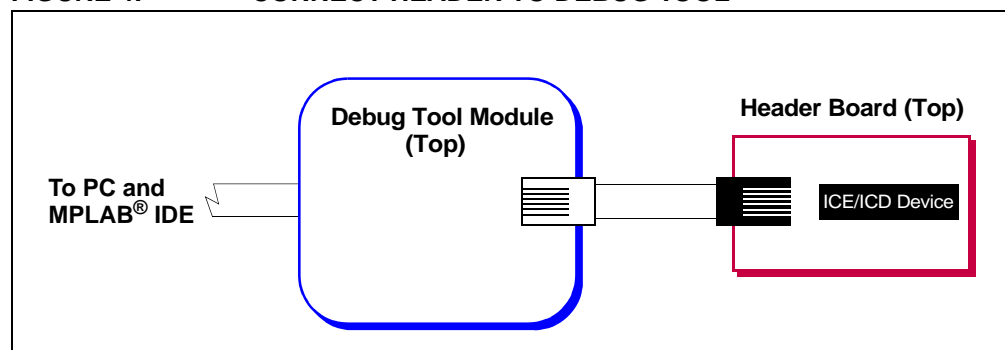 Debug Tool Module
(Top)
Header Board (Top)
To PC and
MPLAB® IDE
ICE/ICD Device